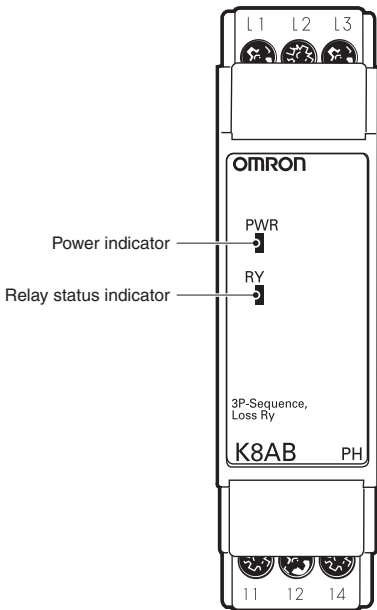 L1 L2 L3
OMRON
PWR
Power indicator
RY
Relay status indicator
3P-Sequence,
Loss Ry
K8AB PH
11 12 14